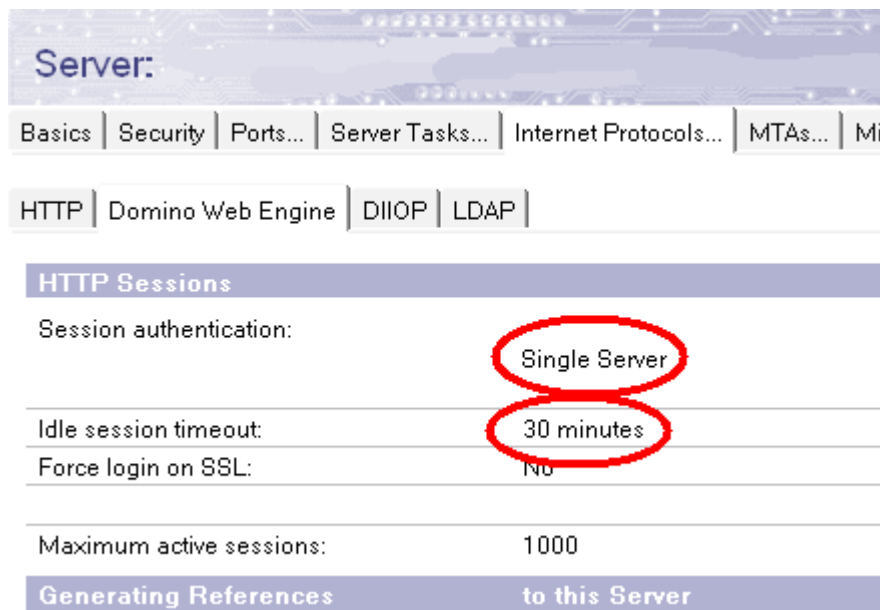 Server:
Basics Security Ports... Server Tasks... Internet Protocols... MTAs... Mi
HTTP Domino Web Engine DIIOP LDAP
HTTP Sessions
Session authentication:
Single Server
Idle session timeout: 30 minutes
Force login on SSL: No
Maximum active sessions: 1000
Generating References to this Server